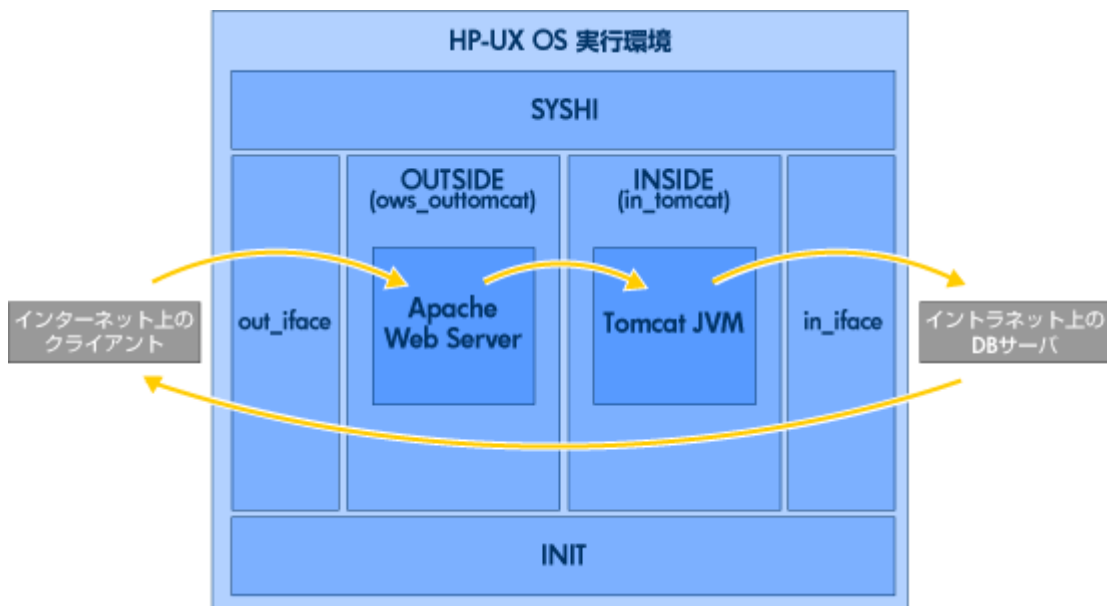 HP-UX OS 実行環境
SYSHI
OUTSIDE
(ows_outtomcat)
INSIDE
(in_tomcat)
インターネット上の
クライアント
out_iface
Apache
Web Server
Tomcat JVM
in_iface
イントラネット上の
DBサーバ
INIT